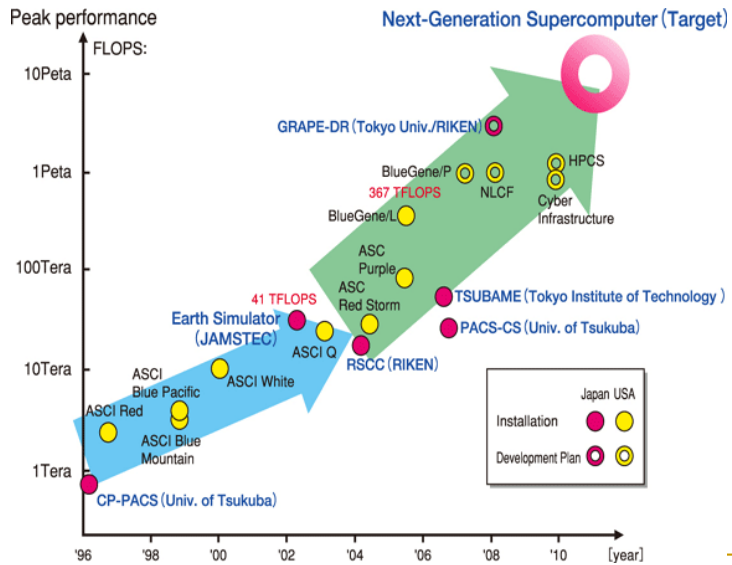 Peak performance
Next-Generation Supercomputer (Target)
FLOPS:
10Peta
GRAPE-DR (Tokyo Univ./RIKEN)
1Peta
BlueGene/P
HPCS
NLCF
367 TFLOPS
Cyber
Infrastructure
BlueGene/L
ASC
Purple
100Tera
ASC
Red Storm
TSUBAME (Tokyo Institute of Technology )
41 TFLOPS
Earth Simulator
(JAMSTEC)
PACS-CS (Univ. of Tsukuba)
ASCI Q
RSCC (RIKEN)
10Tera
ASCI
Blue Pacific
ASCI White
ASCI Red
ASCI Blue
Mountain
1Tera
CP-PACS (Univ. of Tsukuba)
Japan USA
Installation
Development Plan
'96 '98 '00 '02 '04 '06 '08 '10 [year]